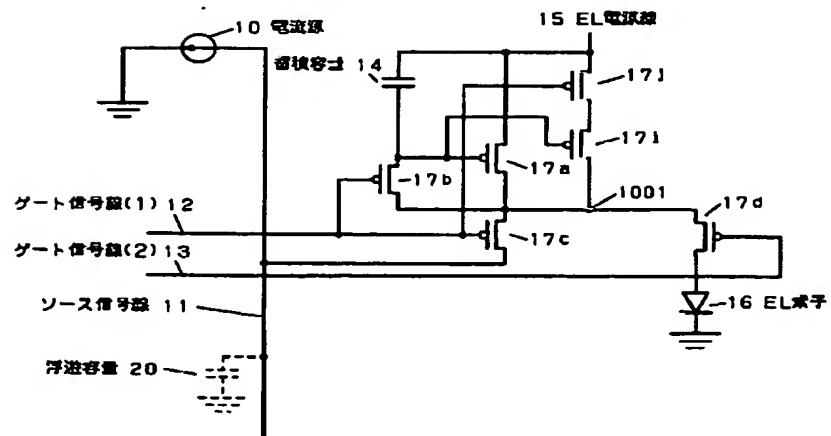 10 電流源
15 EL電源線
蓄積容量 14
17j
17i
17b
17a
1001
17d
ゲート信号線(1) 12
17c
ゲート信号線(2) 13
ソース信号線 11
16 EL素子
浮遊容量 20